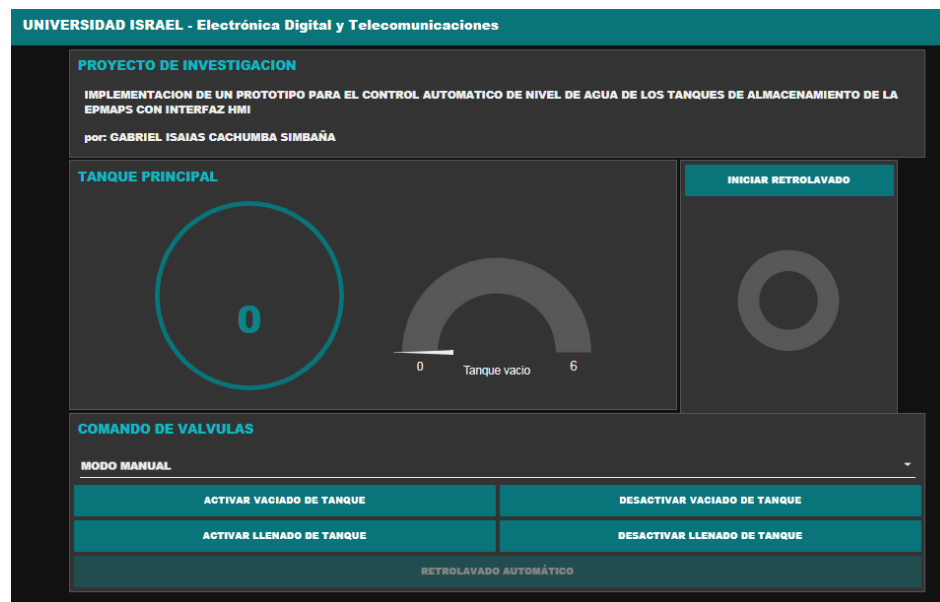 UNIVERSIDAD ISRAEL - Electrónica Digital y Telecomunicaciones
PROYECTO DE INVESTIGACION
IMPLEMENTACION DE UN PROTOTIPO PARA EL CONTROL AUTOMATICO DE NIVEL DE AGUA DE LOS TANQUES DE ALMACENAMIENTO DE LA
EPMAPS CON INTERFAZ HMI
por: GABRIEL ISAIAS CACHUMBA SIMBAÑA
TANQUE PRINCIPAL
INICIAR RETROLAVADO
0
0 Tanque vacio 6
COMANDO DE VALVULAS
MODO MANUAL
ACTIVAR VACIADO DE TANQUE
DESACTIVAR VACIADO DE TANQUE
ACTIVAR LLENADO DE TANQUE
DESACTIVAR LLENADO DE TANQUE
RETROLAVADO AUTOMÁTICO